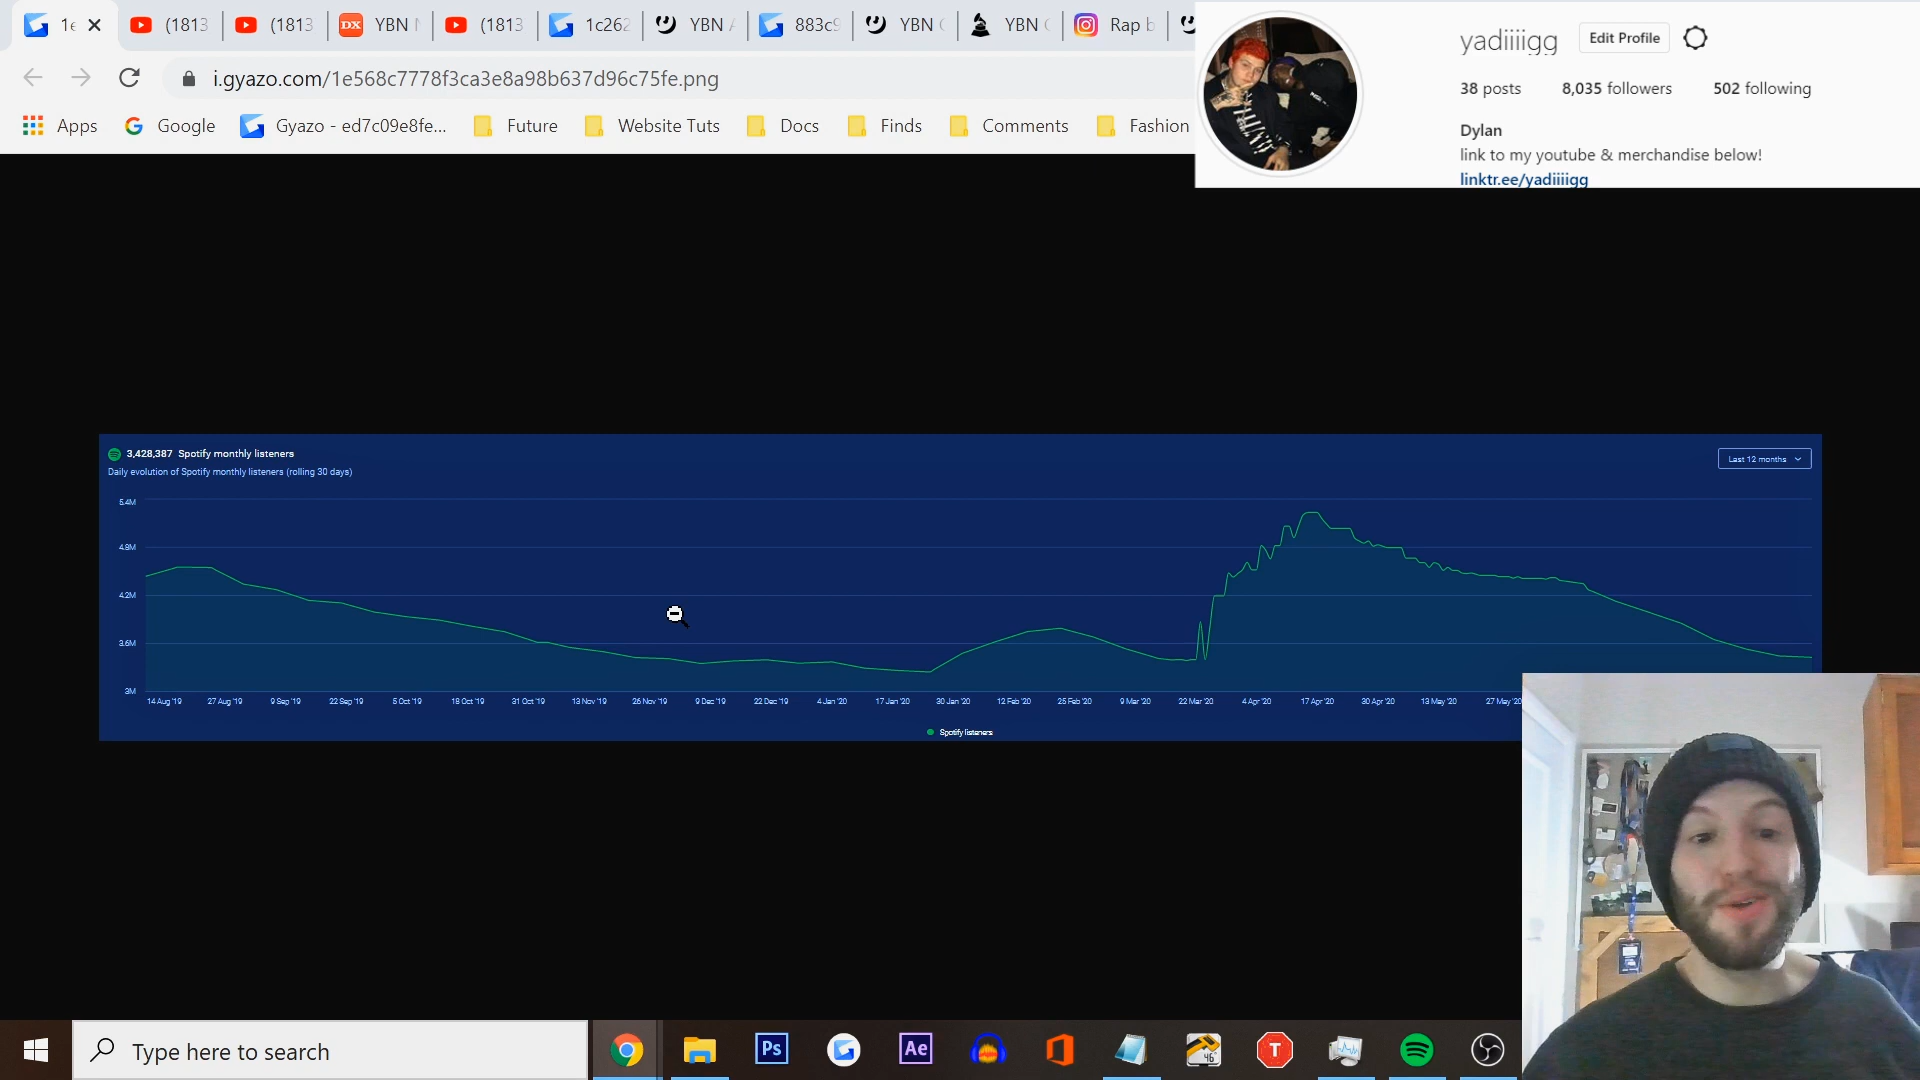 1e
(1813
(1813
DX
YBN
(1813
1c262
YBN
883c9
YBN
YBN
Rap b
i.gyazo.com/1e568c7778f3ca3e8a98b637d96c75fe.png
Apps
Google
Gyazo - ed7c09e8fe...
Future
Website Tuts
Docs
Finds
Comments
Fashion
yadiiiigg
Edit Profile
38 posts
8,035 followers
502 following
Dylan
link to my youtube & merchandise below!
linktr.ee/yadiiiigg
3,428,387 Spotify monthly listeners
Daily evolution of Spotify monthly listeners (rolling 30 days)
Last 12 months
5.4M
4.8M
4.2M
3.6M
3M
14 Aug '19
27 Aug '19
9 Sep '19
22 Sep '19
5 Oct '19
18 Oct '19
31 Oct '19
13 Nov '19
26 Nov '19
9 Dec '19
22 Dec '19
4 Jan '20
17 Jan '20
30 Jan '20
12 Feb '20
25 Feb '20
9 Mar '20
22 Mar '20
4 Apr '20
17 Apr '20
30 Apr '20
13 May '20
27 May '20
Spotify listeners
Type here to search
Ps
Ae
46°
T